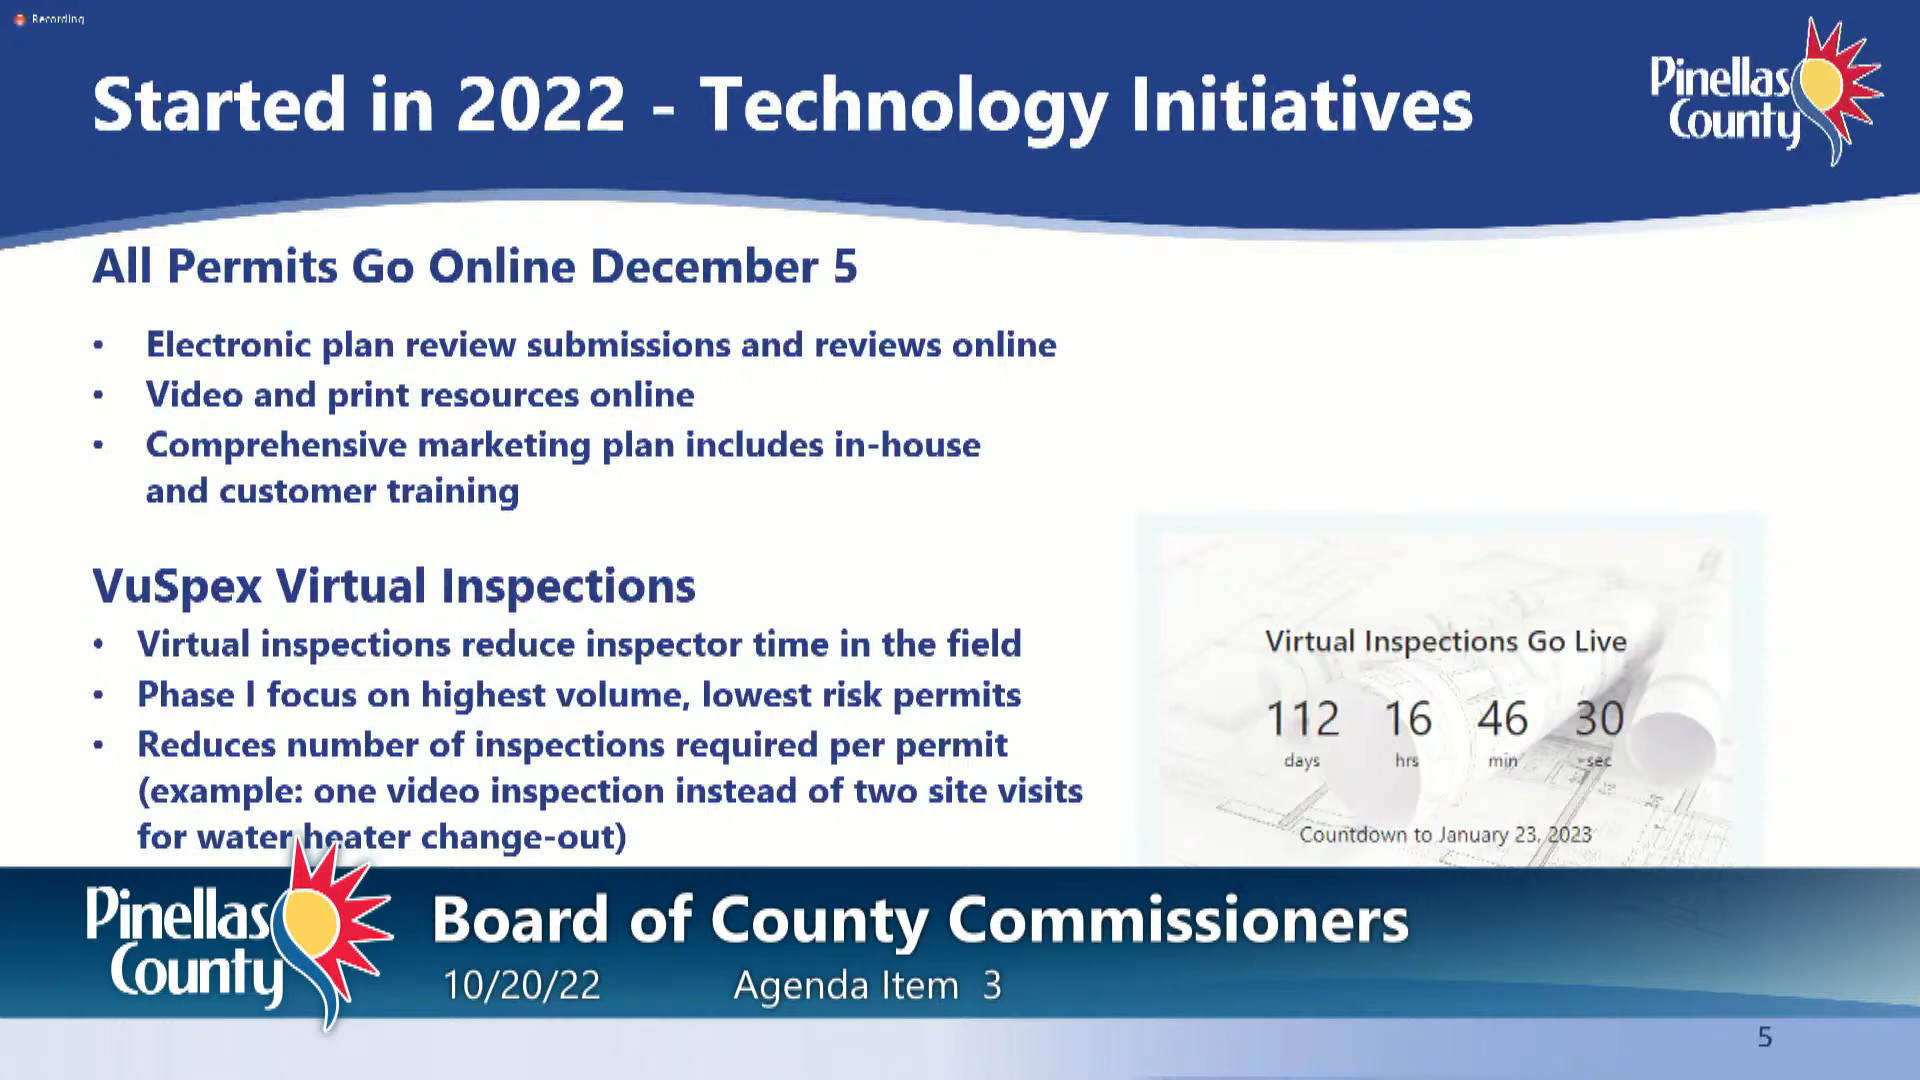 Recording
Started in 2022 - Technology Initiatives
Pinellas
County
All Permits Go Online December 5
• Electronic plan review submissions and reviews online
• Video and print resources online
• Comprehensive marketing plan includes in-house
and customer training
VuSpex Virtual Inspections
• Virtual inspections reduce inspector time in the field
• Phase I focus on highest volume, lowest risk permits
• Reduces number of inspections required per permit
(example: one video inspection instead of two site visits
for water heater change-out)
Virtual Inspections Go Live
112 16 46 30
days hrs min sec
Countdown to January 23, 2023
Pinellas
County
Board of County Commissioners
10/20/22 Agenda Item 3
5